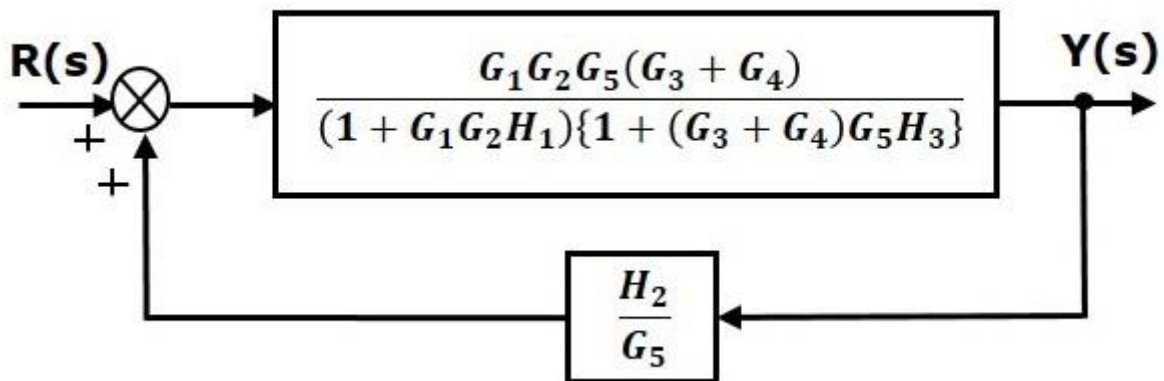 R(s)
+
+
G₁G₂G₅(G₃ + G₄)
(1 + G₁G₂H₁){1 + (G₃ + G₄)G₅H₃}
Y(s)
H₂
G₅